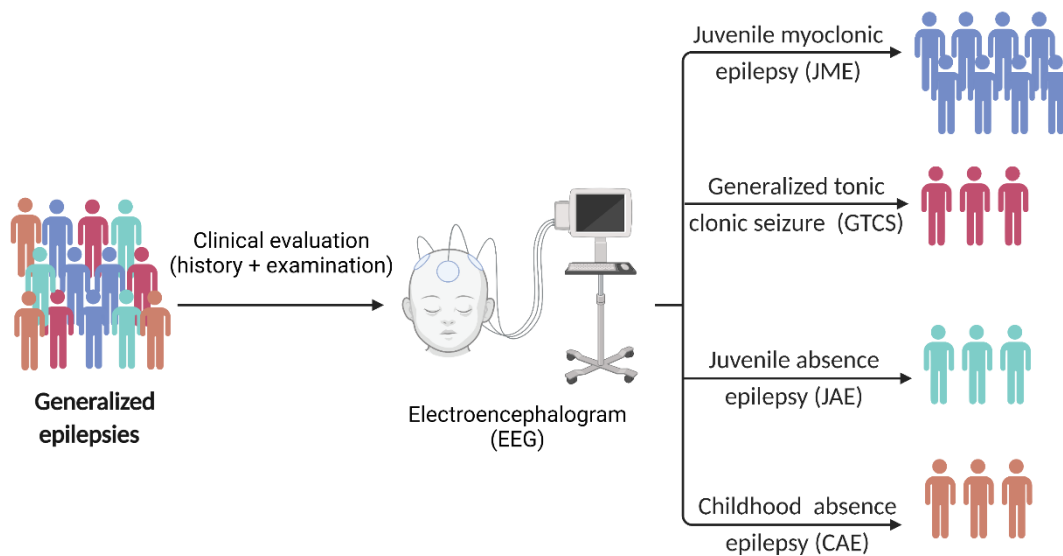 Juvenile myoclonic
epilepsy (JME)
Generalized tonic
clonic seizure (GTCS)
Clinical evaluation
(history + examination)
Generalized
epilepsies
Electroencephalogram
(EEG)
Juvenile absence
epilepsy (JAE)
Childhood absence
epilepsy (CAE)